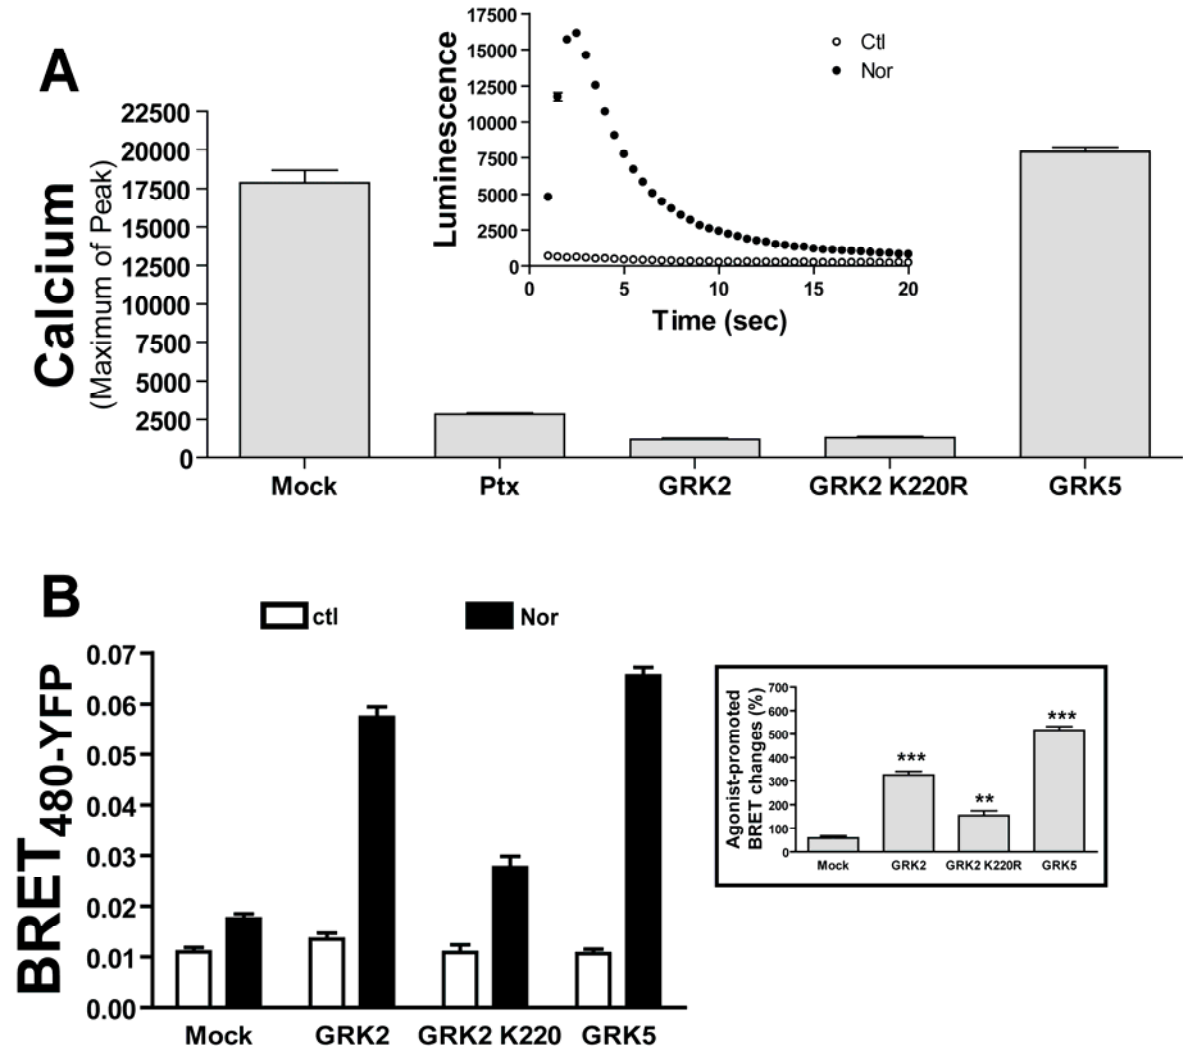 A
Calcium
(Maximum of Peak)
22500
20000
17500
15000
12500
10000
7500
5000
2500
0
Mock Ptx GRK2 GRK2 K220R GRK5
Luminescence
17500
15000
12500
10000
7500
5000
2500
0
0 5 10 15 20
Time (sec)
Ctl
Nor
B
ctl Nor
BRET480-YFP
0.07
0.06
0.05
0.04
0.03
0.02
0.01
0.00
Mock GRK2 GRK2 K220 GRK5
Agonist-promoted
BRET changes (%)
700
600
500
400
300
200
100
0
*** ** ***
Mock GRK2 GRK2 K220R GRK5